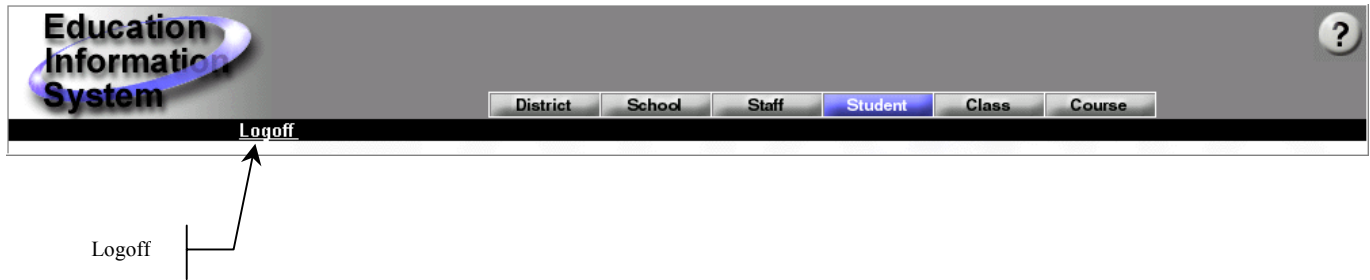 Education
Information
System
?
District School Staff Student Class Course
Logoff
Logoff